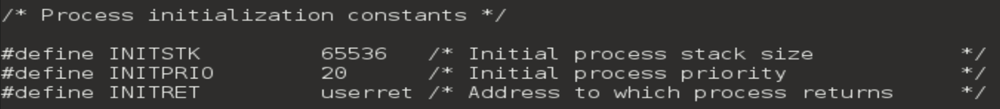 /* Process initialization constants */
#define INITSTK 65536 /* Initial process stack size */
#define INITPRIO 20 /* Initial process priority */
#define INITRET userret /* Address to which process returns */